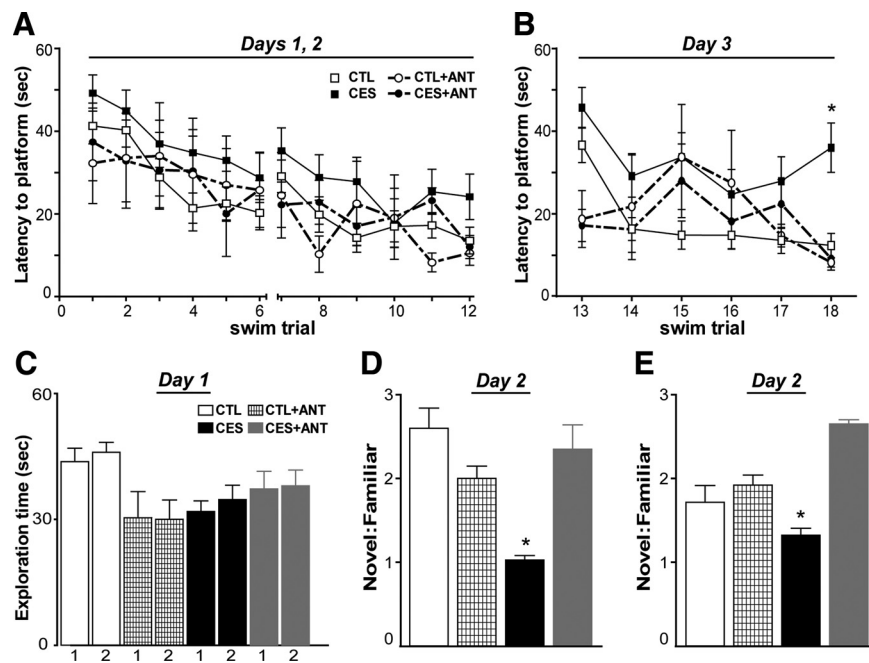 A
Days 1, 2
60
40
20
0
Latency to platform (sec)
CTL
CTL+ANT
CES
CES+ANT
0 2 4 6 8 10 12
swim trial
B
Day 3
60
40
20
0
Latency to platform (sec)
*
13 14 15 16 17 18
swim trial
C
Day 1
60
30
0
Exploration time (sec)
CTL
CTL+ANT
CES
CES+ANT
1 2 1 2 1 2 1 2
D
Day 2
3
2
1
0
Novel:Familiar
*
E
Day 2
3
2
1
0
Novel:Familiar
*